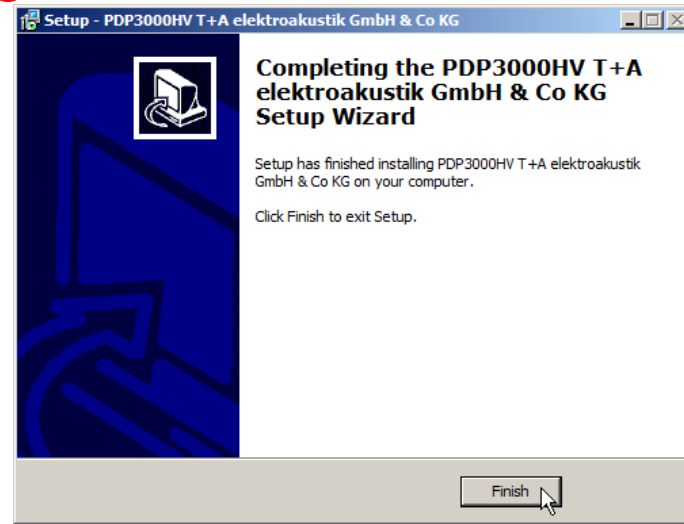 Setup - PDP3000HV T+A elektroakustik GmbH & Co KG
Completing the PDP3000HV T+A
elektroakustik GmbH & Co KG
Setup Wizard
Setup has finished installing PDP3000HV T+A elektroakustik
GmbH & Co KG on your computer.
Click Finish to exit Setup.
Finish